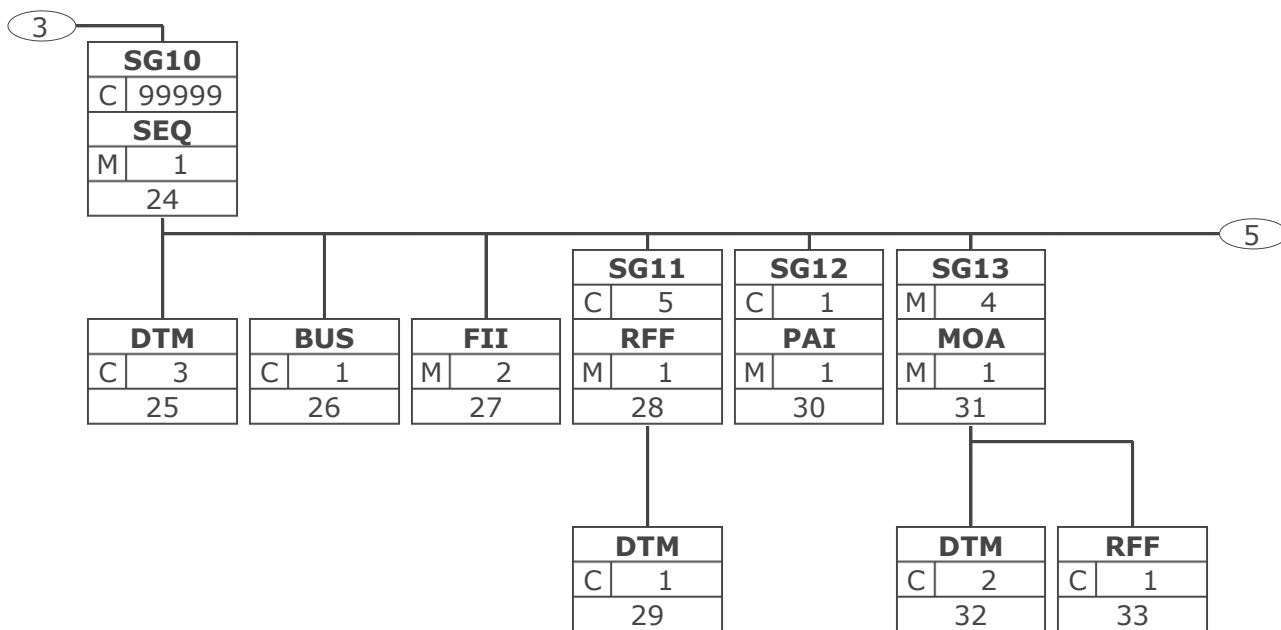 3
SG10
C 99999
SEQ
M 1
24
5
SG11 SG12 SG13
C 5 C 1 M 4
DTM BUS FII RFF PAI MOA
C 3 C 1 M 2 M 1 M 1 M 1
25 26 27 28 30 31
DTM DTM RFF
C 1 C 2 C 1
29 32 33